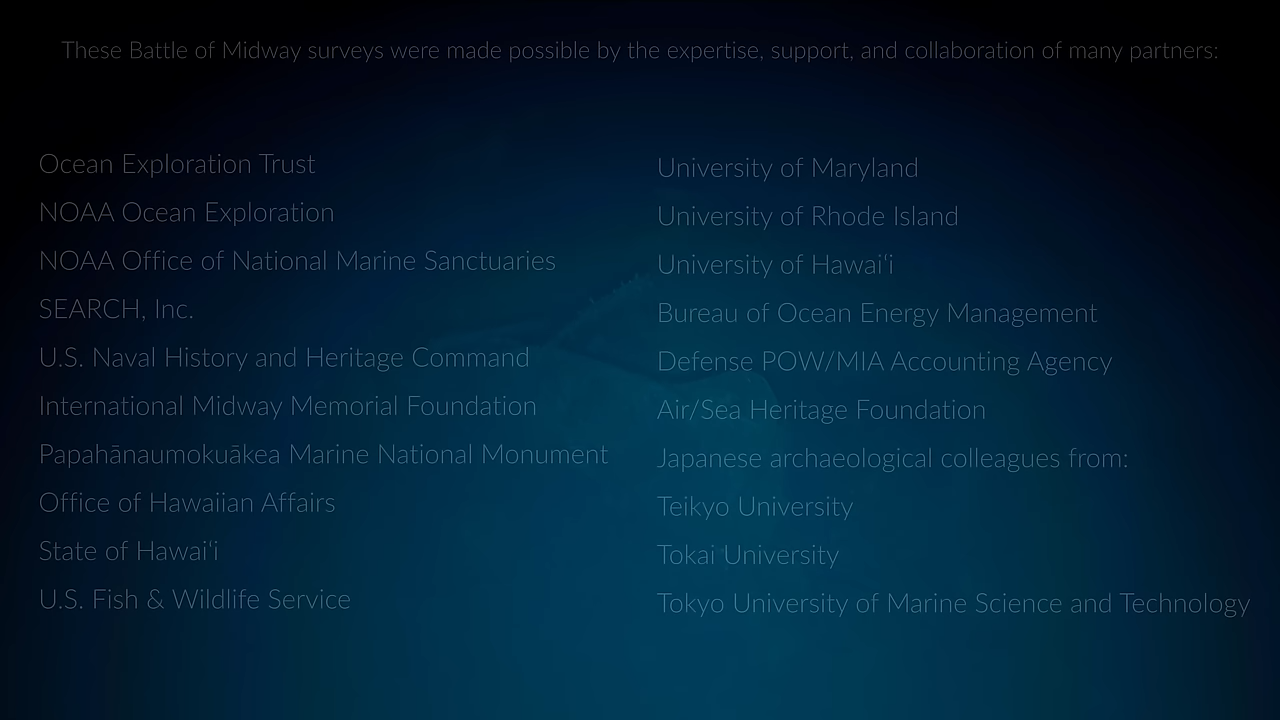 These Battle of Midway surveys were made possible by the expertise, support, and collaboration of many partners:
Ocean Exploration Trust
NOAA Ocean Exploration
NOAA Office of National Marine Sanctuaries
SEARCH, Inc.
U.S. Naval History and Heritage Command
International Midway Memorial Foundation
Papahānaumokuākea Marine National Monument
Office of Hawaiian Affairs
State of Hawaiʻi
U.S. Fish & Wildlife Service
University of Maryland
University of Rhode Island
University of Hawaiʻi
Bureau of Ocean Energy Management
Defense POW/MIA Accounting Agency
Air/Sea Heritage Foundation
Japanese archaeological colleagues from:
Teikyo University
Tokai University
Tokyo University of Marine Science and Technology